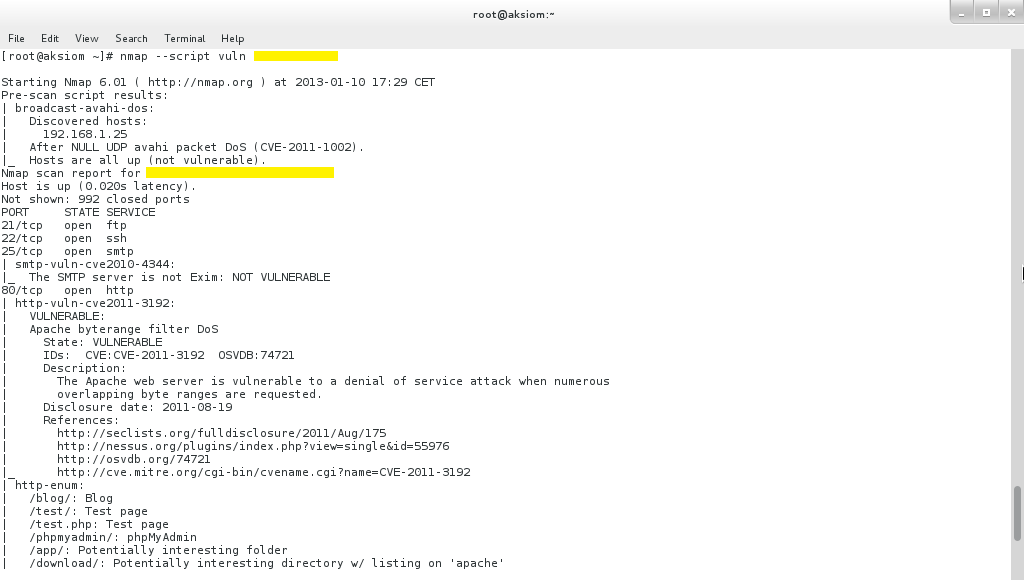 root@aksiom:~
File Edit View Search Terminal Help
[root@aksiom ~]# nmap --script vuln
Starting Nmap 6.01 ( http://nmap.org ) at 2013-01-10 17:29 CET
Pre-scan script results:
| broadcast-avahi-dos:
|   Discovered hosts:
|     192.168.1.25
|   After NULL UDP avahi packet DoS (CVE-2011-1002).
|_  Hosts are all up (not vulnerable).
Nmap scan report for
Host is up (0.020s latency).
Not shown: 992 closed ports
PORT     STATE SERVICE
21/tcp   open  ftp
22/tcp   open  ssh
25/tcp   open  smtp
| smtp-vuln-cve2010-4344:
|_  The SMTP server is not Exim: NOT VULNERABLE
80/tcp   open  http
| http-vuln-cve2011-3192:
|   VULNERABLE:
|   Apache byterange filter DoS
|     State: VULNERABLE
|     IDs:  CVE:CVE-2011-3192  OSVDB:74721
|     Description:
|       The Apache web server is vulnerable to a denial of service attack when numerous
|       overlapping byte ranges are requested.
|     Disclosure date: 2011-08-19
|     References:
|       http://seclists.org/fulldisclosure/2011/Aug/175
|       http://nessus.org/plugins/index.php?view=single&id=55976
|       http://osvdb.org/74721
|_      http://cve.mitre.org/cgi-bin/cvename.cgi?name=CVE-2011-3192
| http-enum:
|   /blog/: Blog
|   /test/: Test page
|   /test.php: Test page
|   /phpmyadmin/: phpMyAdmin
|   /app/: Potentially interesting folder
|   /download/: Potentially interesting directory w/ listing on 'apache'